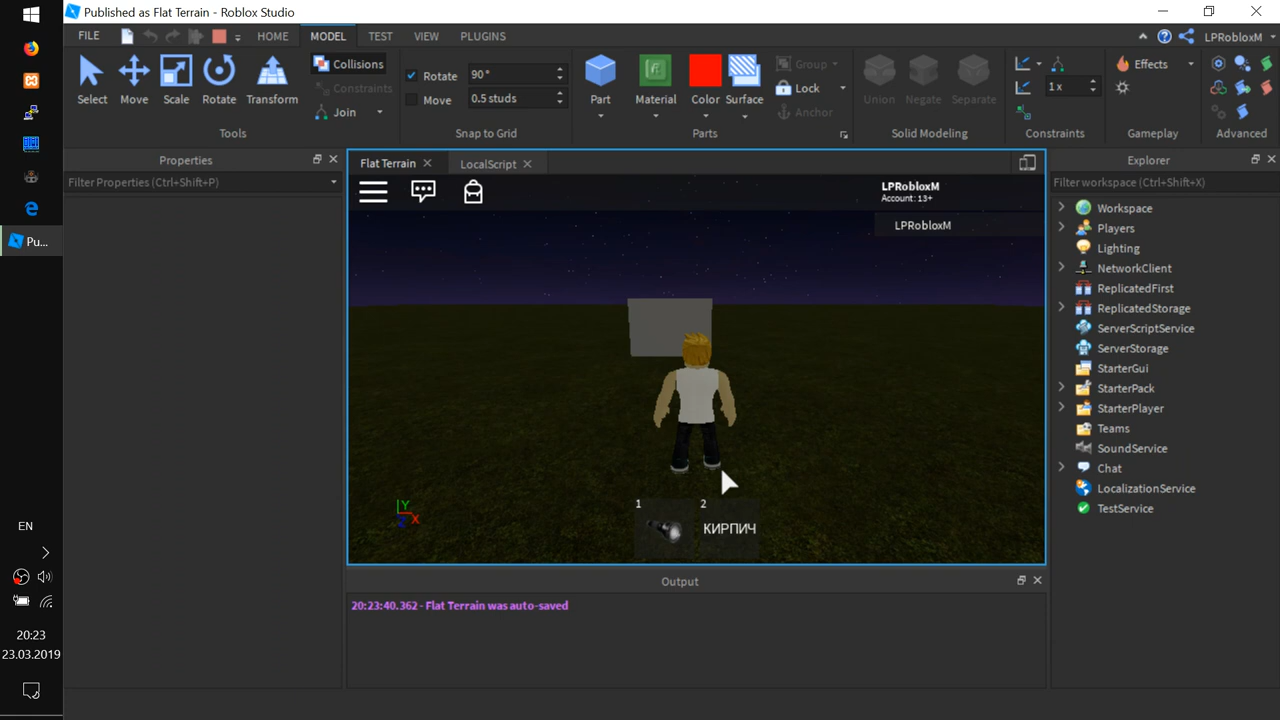 Published as Flat Terrain - Roblox Studio
FILE
HOME
MODEL
TEST
VIEW
PLUGINS
LPRobloxM
Select
Move
Scale
Rotate
Transform
Tools
Collisions
Constraints
Join
Rotate
90°
Move
0.5 studs
Snap to Grid
Part
Material
Color
Surface
Group
Lock
Anchor
Parts
Union
Negate
Separate
Solid Modeling
1 x
Constraints
Effects
Gameplay
Advanced
Properties
Filter Properties (Ctrl+Shift+P)
Flat Terrain
LocalScript
LPRobloxM
Account: 13+
LPRobloxM
Y
Z
X
1
2
КИРПИЧ
Output
20:23:40.362 - Flat Terrain was auto-saved
Explorer
Filter workspace (Ctrl+Shift+X)
Workspace
Players
Lighting
NetworkClient
ReplicatedFirst
ReplicatedStorage
ServerScriptService
ServerStorage
StarterGui
StarterPack
StarterPlayer
Teams
SoundService
Chat
LocalizationService
TestService
Pu...
EN
20:23
23.03.2019